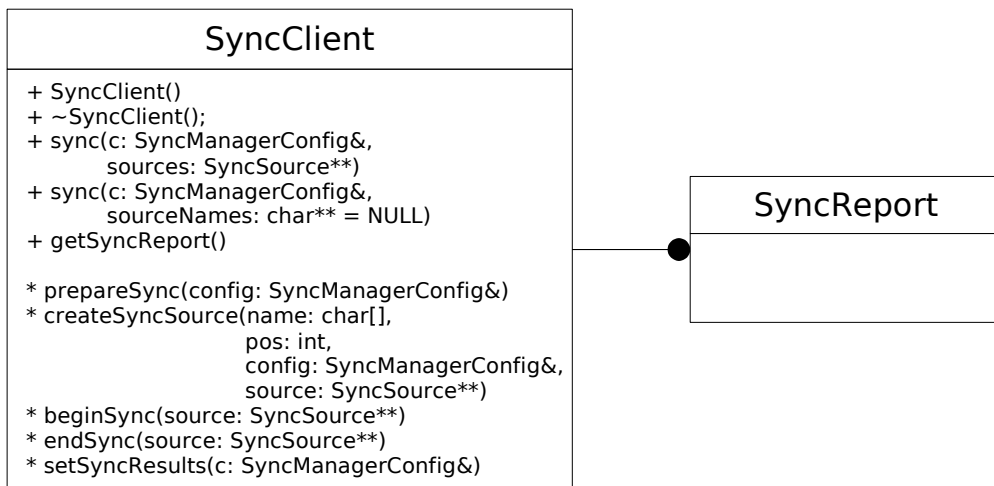 SyncClient
+ SyncClient()
+ ~SyncClient();
+ sync(c: SyncManagerConfig&,
sources: SyncSource**)
+ sync(c: SyncManagerConfig&,
sourceNames: char** = NULL)
+ getSyncReport()
* prepareSync(config: SyncManagerConfig&)
* createSyncSource(name: char[],
pos: int,
config: SyncManagerConfig&,
source: SyncSource**)
* beginSync(source: SyncSource**)
* endSync(source: SyncSource**)
* setSyncResults(c: SyncManagerConfig&)
SyncReport